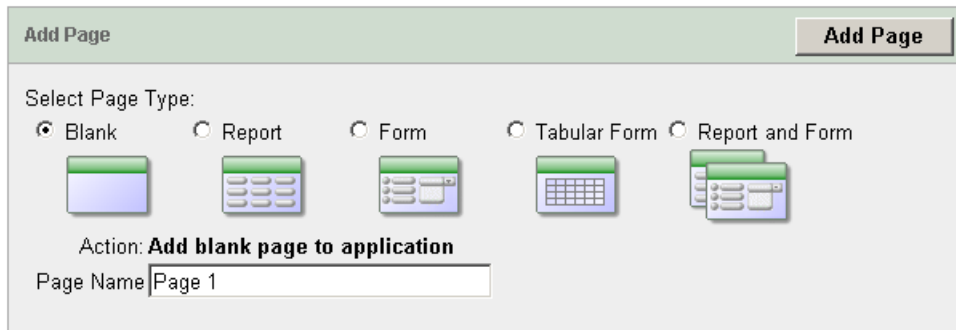 Add Page Add Page
Select Page Type:
Blank Report Form Tabular Form Report and Form
Action: Add blank page to application
Page Name Page 1